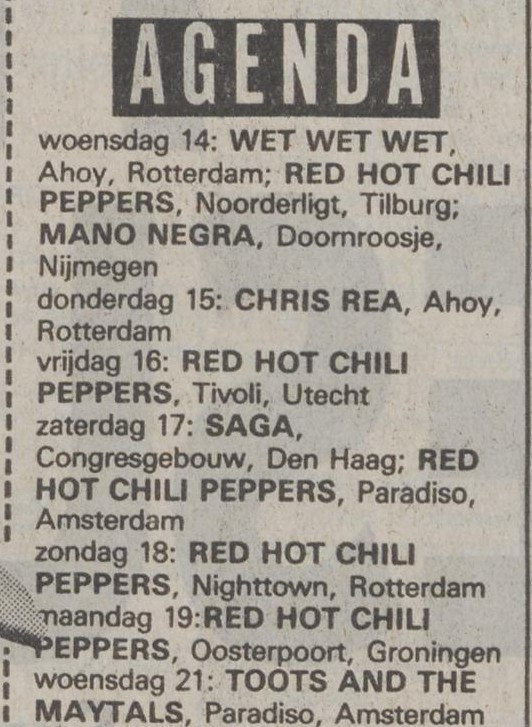 AGENDA
woensdag 14: WET WET WET,
Ahoy, Rotterdam; RED HOT CHILI
PEPPERS, Noorderligt, Tilburg;
MANO NEGRA, Doornroosje,
Nijmegen
donderdag 15: CHRIS REA, Ahoy,
Rotterdam
vrijdag 16: RED HOT CHILI
PEPPERS, Tivoli, Utecht
zaterdag 17: SAGA,
Congresgebouw, Den Haag; RED
HOT CHILI PEPPERS, Paradiso,
Amsterdam
zondag 18: RED HOT CHILI
PEPPERS, Nighttown, Rotterdam
maandag 19:RED HOT CHILI
PEPPERS, Oosterpoort, Groningen
woensdag 21: TOOTS AND THE
MAYTALS, Paradiso, Amsterdam